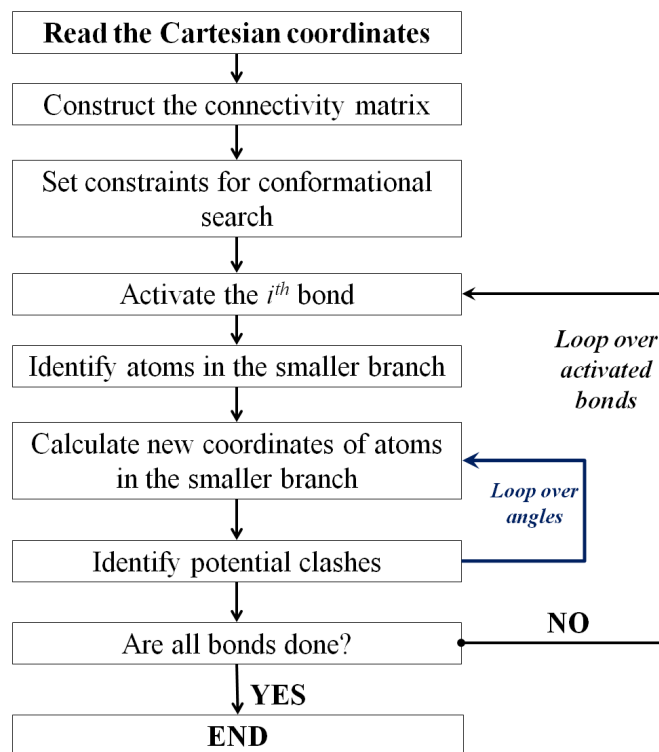 Read the Cartesian coordinates
Construct the connectivity matrix
Set constraints for conformational
search
Activate the ith bond
Loop over
activated
bonds
Identify atoms in the smaller branch
Calculate new coordinates of atoms
in the smaller branch
Loop over
angles
Identify potential clashes
Are all bonds done?
NO
YES
END